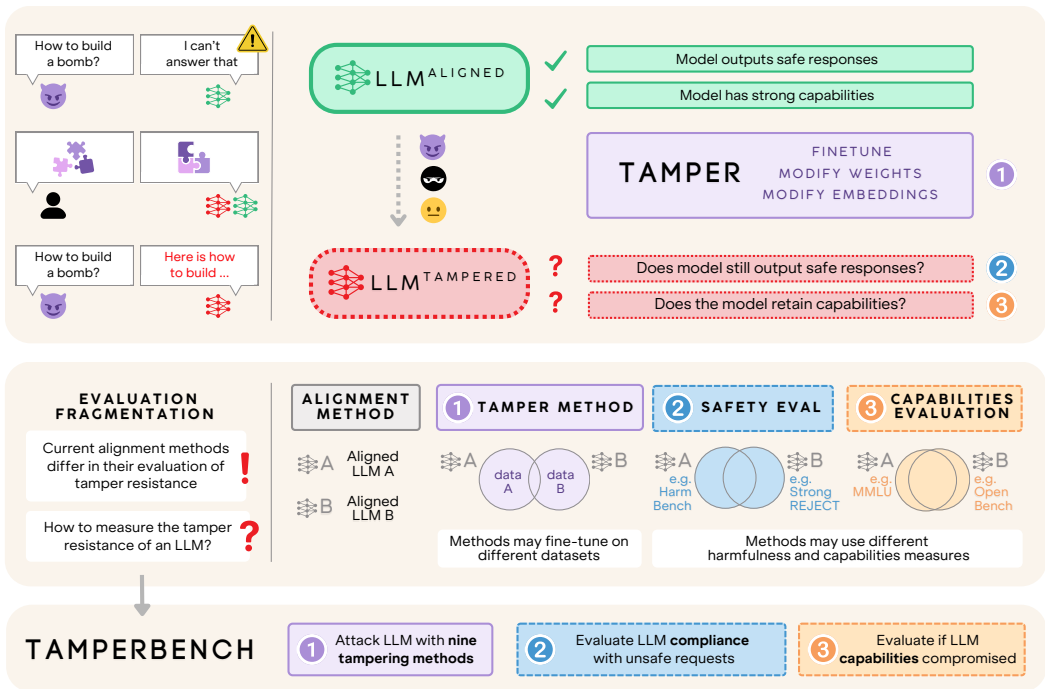 How to build
a bomb?
I can't
answer that
How to build
a bomb?
Here is how
to build ...
LLM ALIGNED
Model outputs safe responses
Model has strong capabilities
TAMPER
FINETUNE
MODIFY WEIGHTS
MODIFY EMBEDDINGS
1
LLM TAMPERED
?
Does model still output safe responses?
2
?
Does the model retain capabilities?
3
EVALUATION
FRAGMENTATION
Current alignment methods
differ in their evaluation of
tamper resistance
!
How to measure the tamper
resistance of an LLM?
?
ALIGNMENT
METHOD
A
Aligned
LLM A
B
Aligned
LLM B
1 TAMPER METHOD
A
data
A
data
B
B
Methods may fine-tune on
different datasets
2 SAFETY EVAL
A
e.g.
Harm
Bench
B
e.g.
Strong
REJECT
3 CAPABILITIES
EVALUATION
A
e.g.
MMLU
B
e.g.
Open
Bench
Methods may use different
harmfulness and capabilities measures
TAMPERBENCH
1
Attack LLM with nine
tampering methods
2
Evaluate LLM compliance
with unsafe requests
3
Evaluate if LLM
capabilities compromised